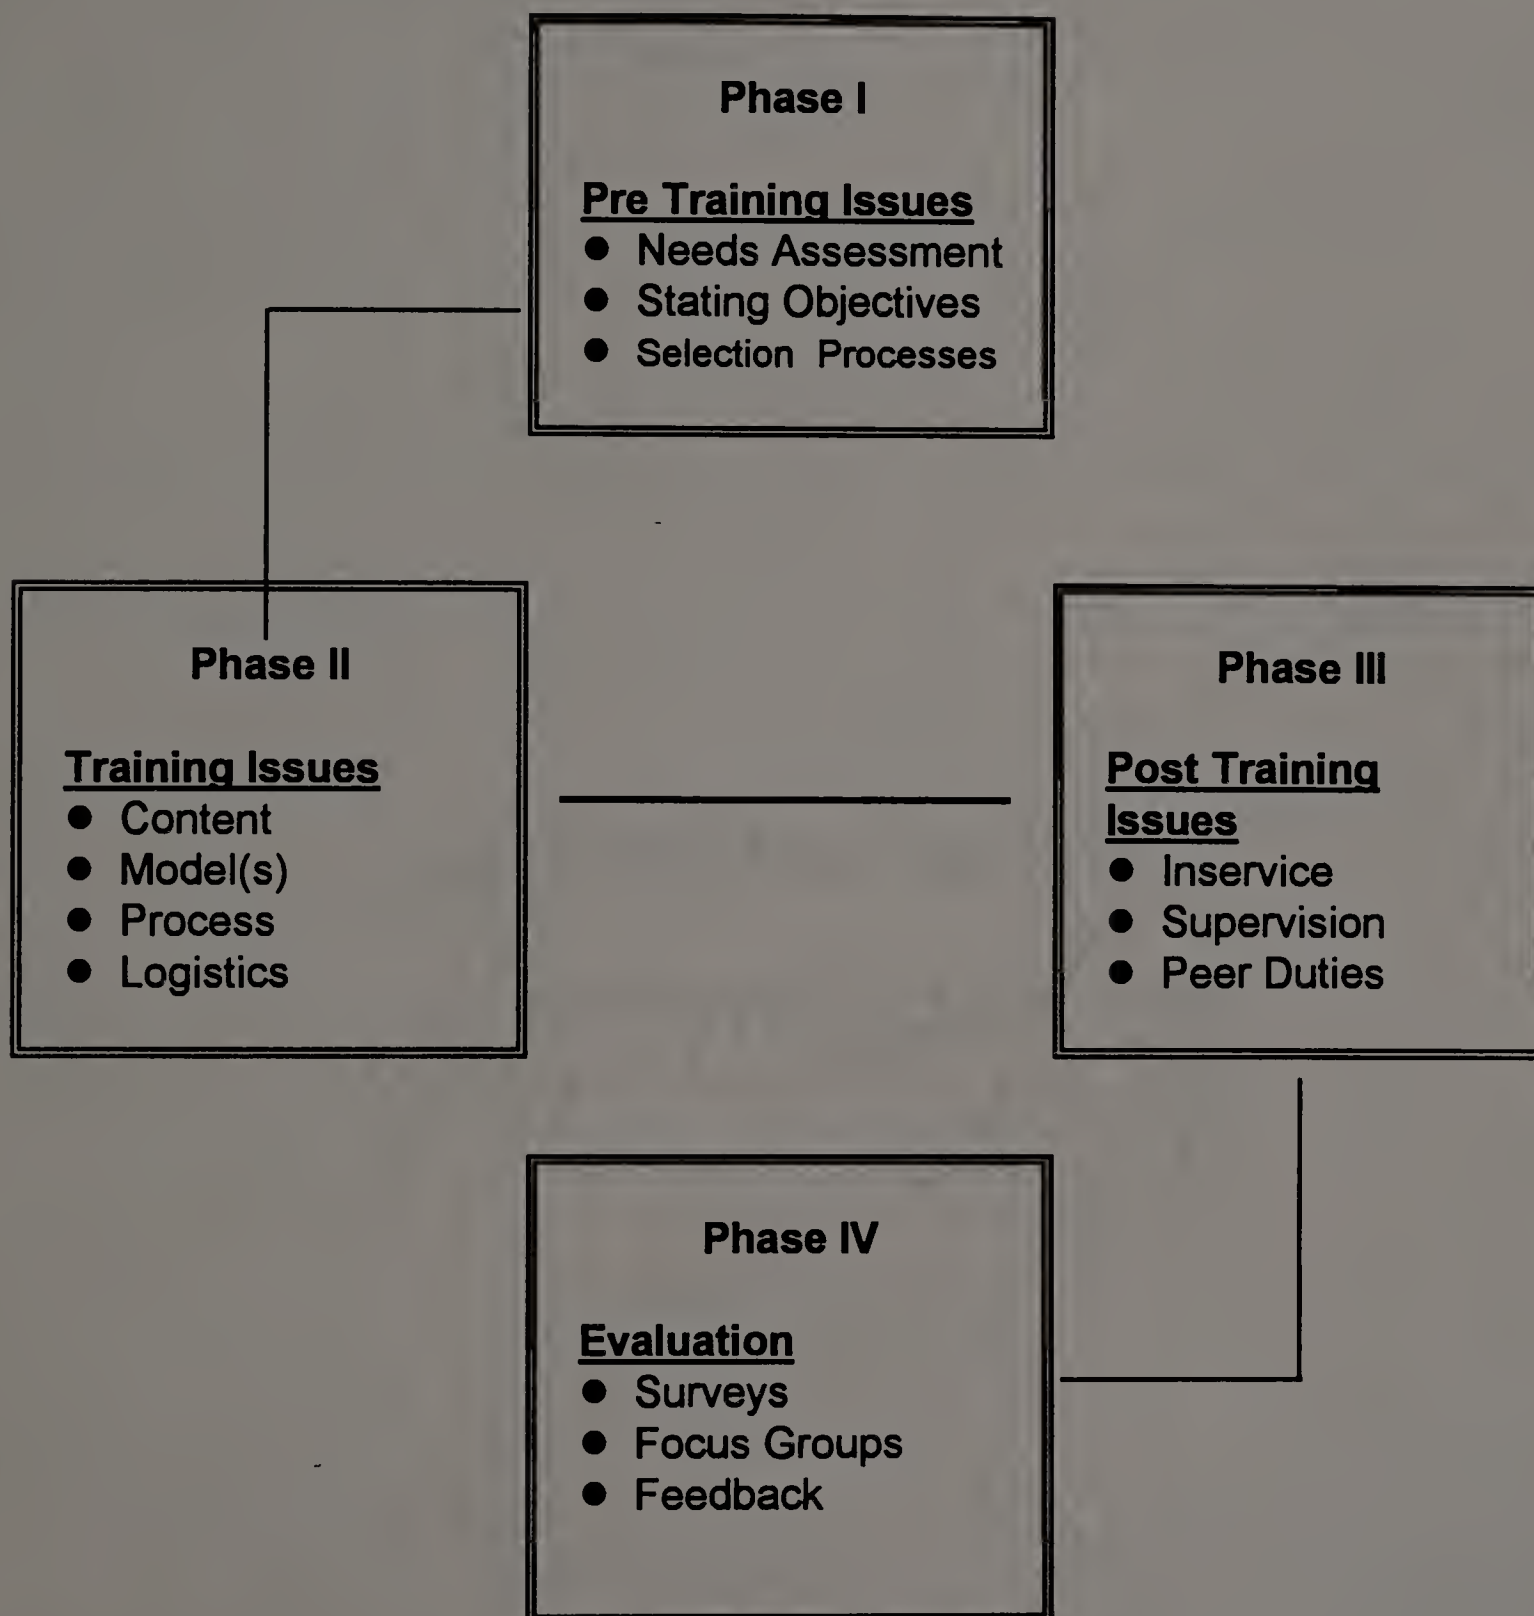 Phase I
Pre Training Issues
● Needs Assessment
● Stating Objectives
● Selection Processes
Phase II
Training Issues
● Content
● Model(s)
● Process
● Logistics
Phase III
Post Training
Issues
● Inservice
● Supervision
● Peer Duties
Phase IV
Evaluation
● Surveys
● Focus Groups
● Feedback